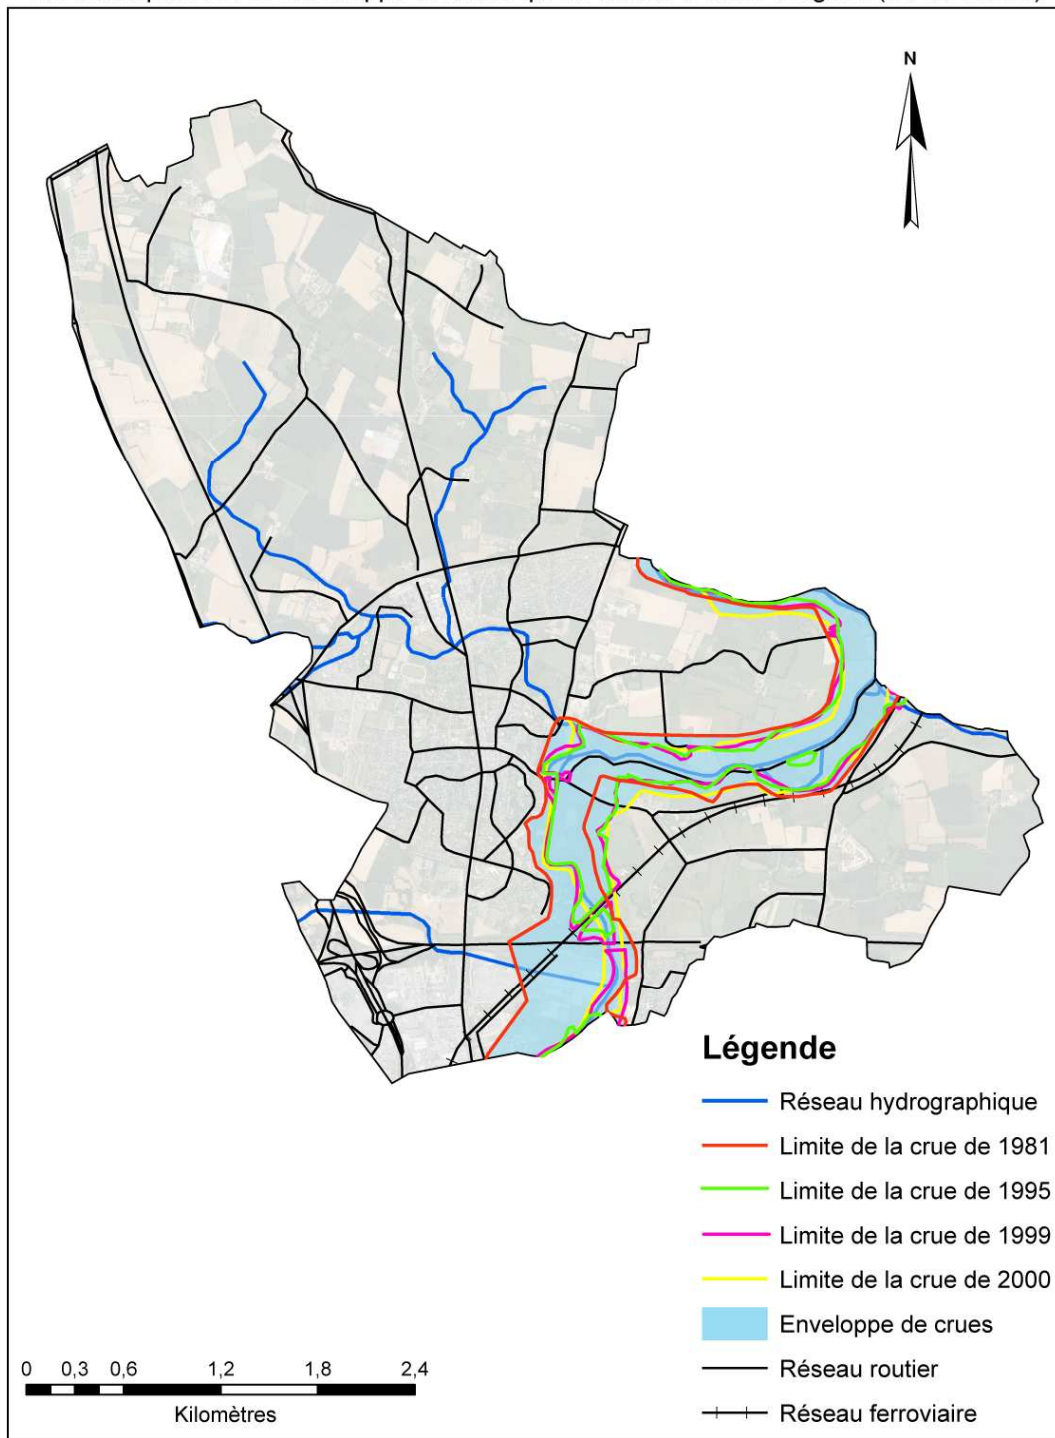 N
Légende
Réseau hydrographique
Limite de la crue de 1981
Limite de la crue de 1995
Limite de la crue de 1999
Limite de la crue de 2000
Enveloppe de crues
Réseau routier
Réseau ferroviaire
0 0,3 0,6 1,2 1,8 2,4
Kilomètres